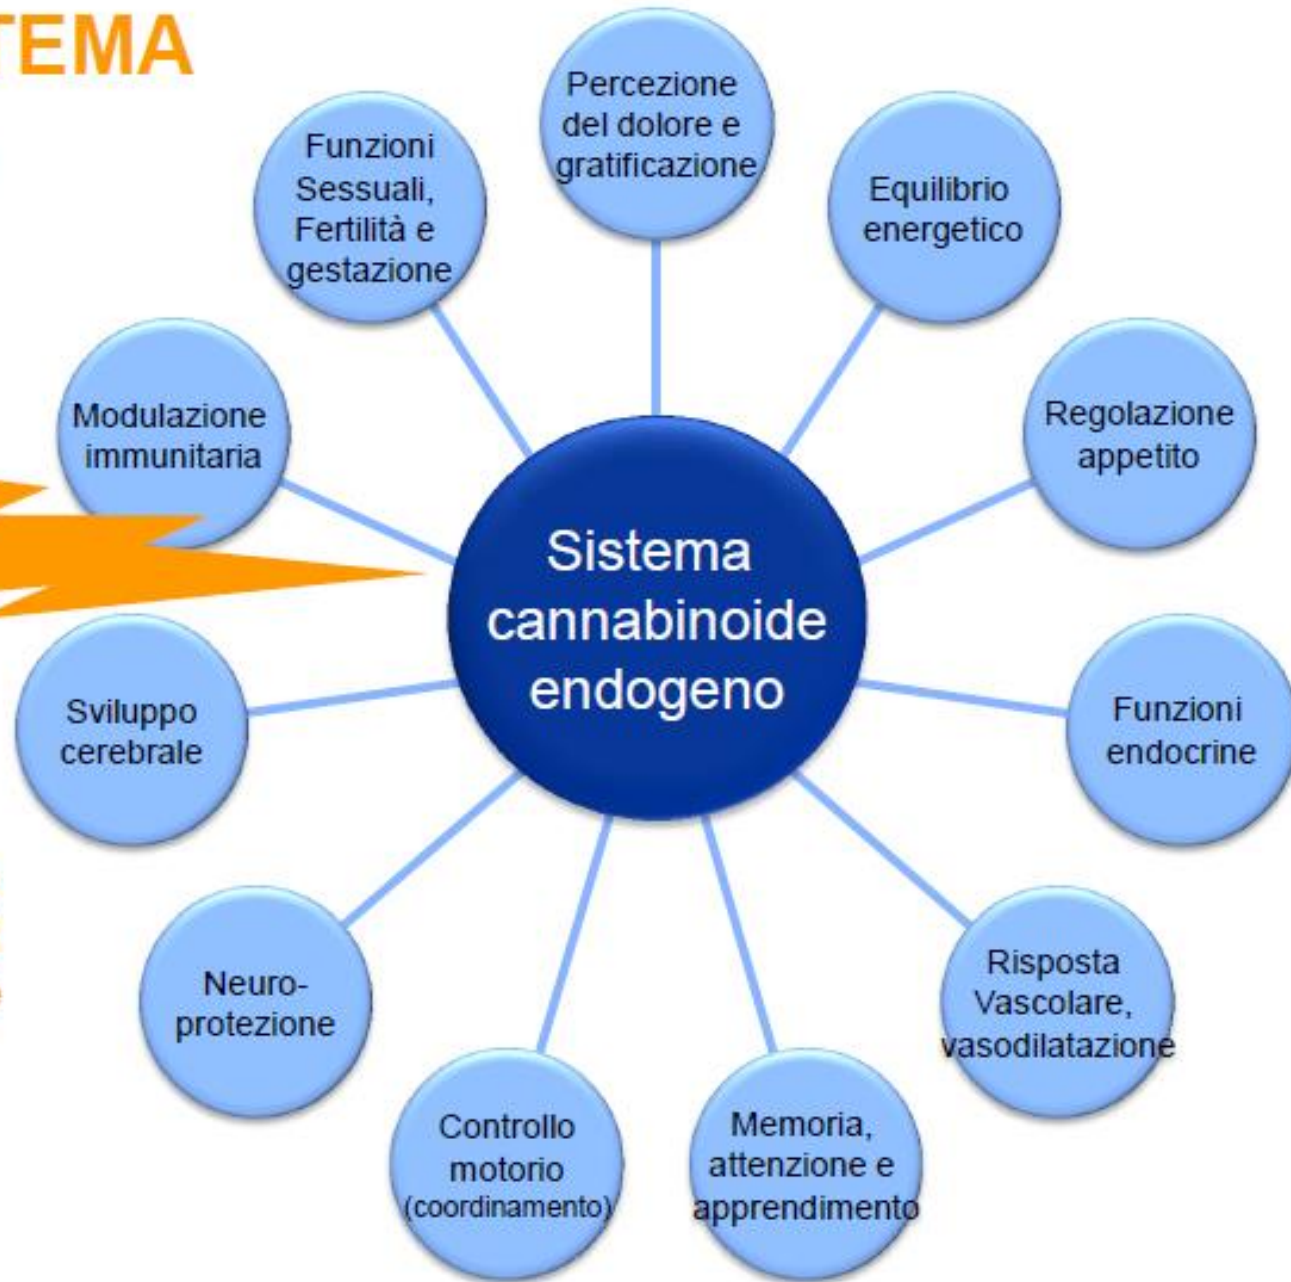 TEMA
Percezione
del dolore e
gratificazione
Equilibrio
energetico
Regolazione
appetito
Funzioni
endocrine
Risposta
Vascolare,
vasodilatazione
Memoria,
attenzione e
apprendimento
Controllo
motorio
(coordinamento)
Neuro-
protezione
Sviluppo
cerebrale
Modulazione
immunitaria
Funzioni
Sessuali,
Fertilità e
gestazione
Sistema
cannabinoide
endogeno